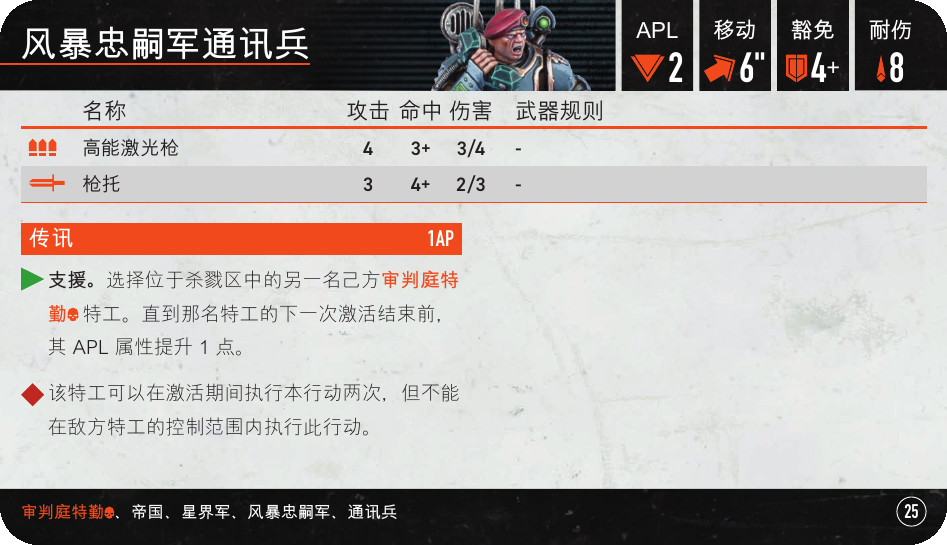 风暴忠嗣军通讯兵
APL 移动 豁免 耐伤
2 6" 4+ 8
名称 攻击 命中 伤害 武器规则
高能激光枪 4 3+ 3/4 -
枪托 3 4+ 2/3 -
传讯 1AP
支援。选择位于杀戮区中的另一名己方审判庭特
勤特工。直到那名特工的下一次激活结束前,
其 APL 属性提升 1 点。
该特工可以在激活期间执行本行动两次, 但不能
在敌方特工的控制范围内执行此行动。
审判庭特勤、帝国、星界军、风暴忠嗣军、通讯兵
25